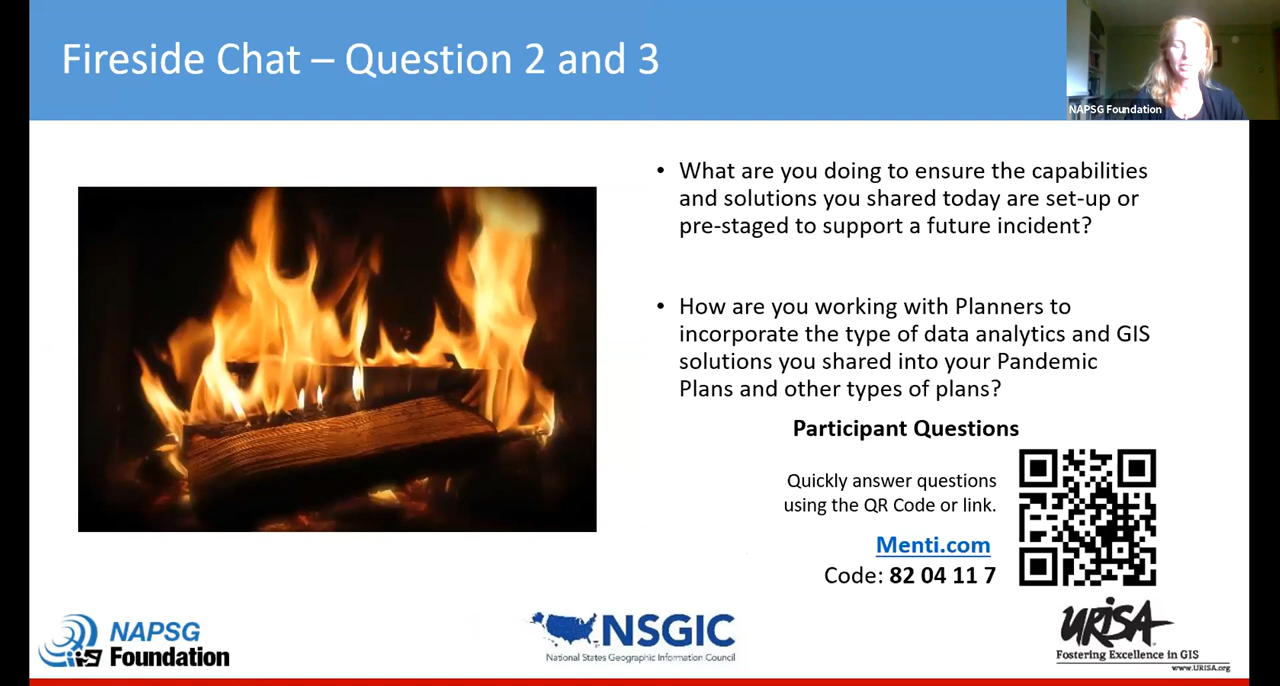 Fireside Chat – Question 2 and 3
NAPSG Foundation
• What are you doing to ensure the capabilities
and solutions you shared today are set-up or
pre-staged to support a future incident?
• How are you working with Planners to
incorporate the type of data analytics and GIS
solutions you shared into your Pandemic
Plans and other types of plans?
Participant Questions
Quickly answer questions
using the QR Code or link.
Menti.com
Code: 82 04 11 7
NAPSG
Foundation
NSGIC
National States Geographic Information Council
URISA
Fostering Excellence in GIS
www.URISA.org